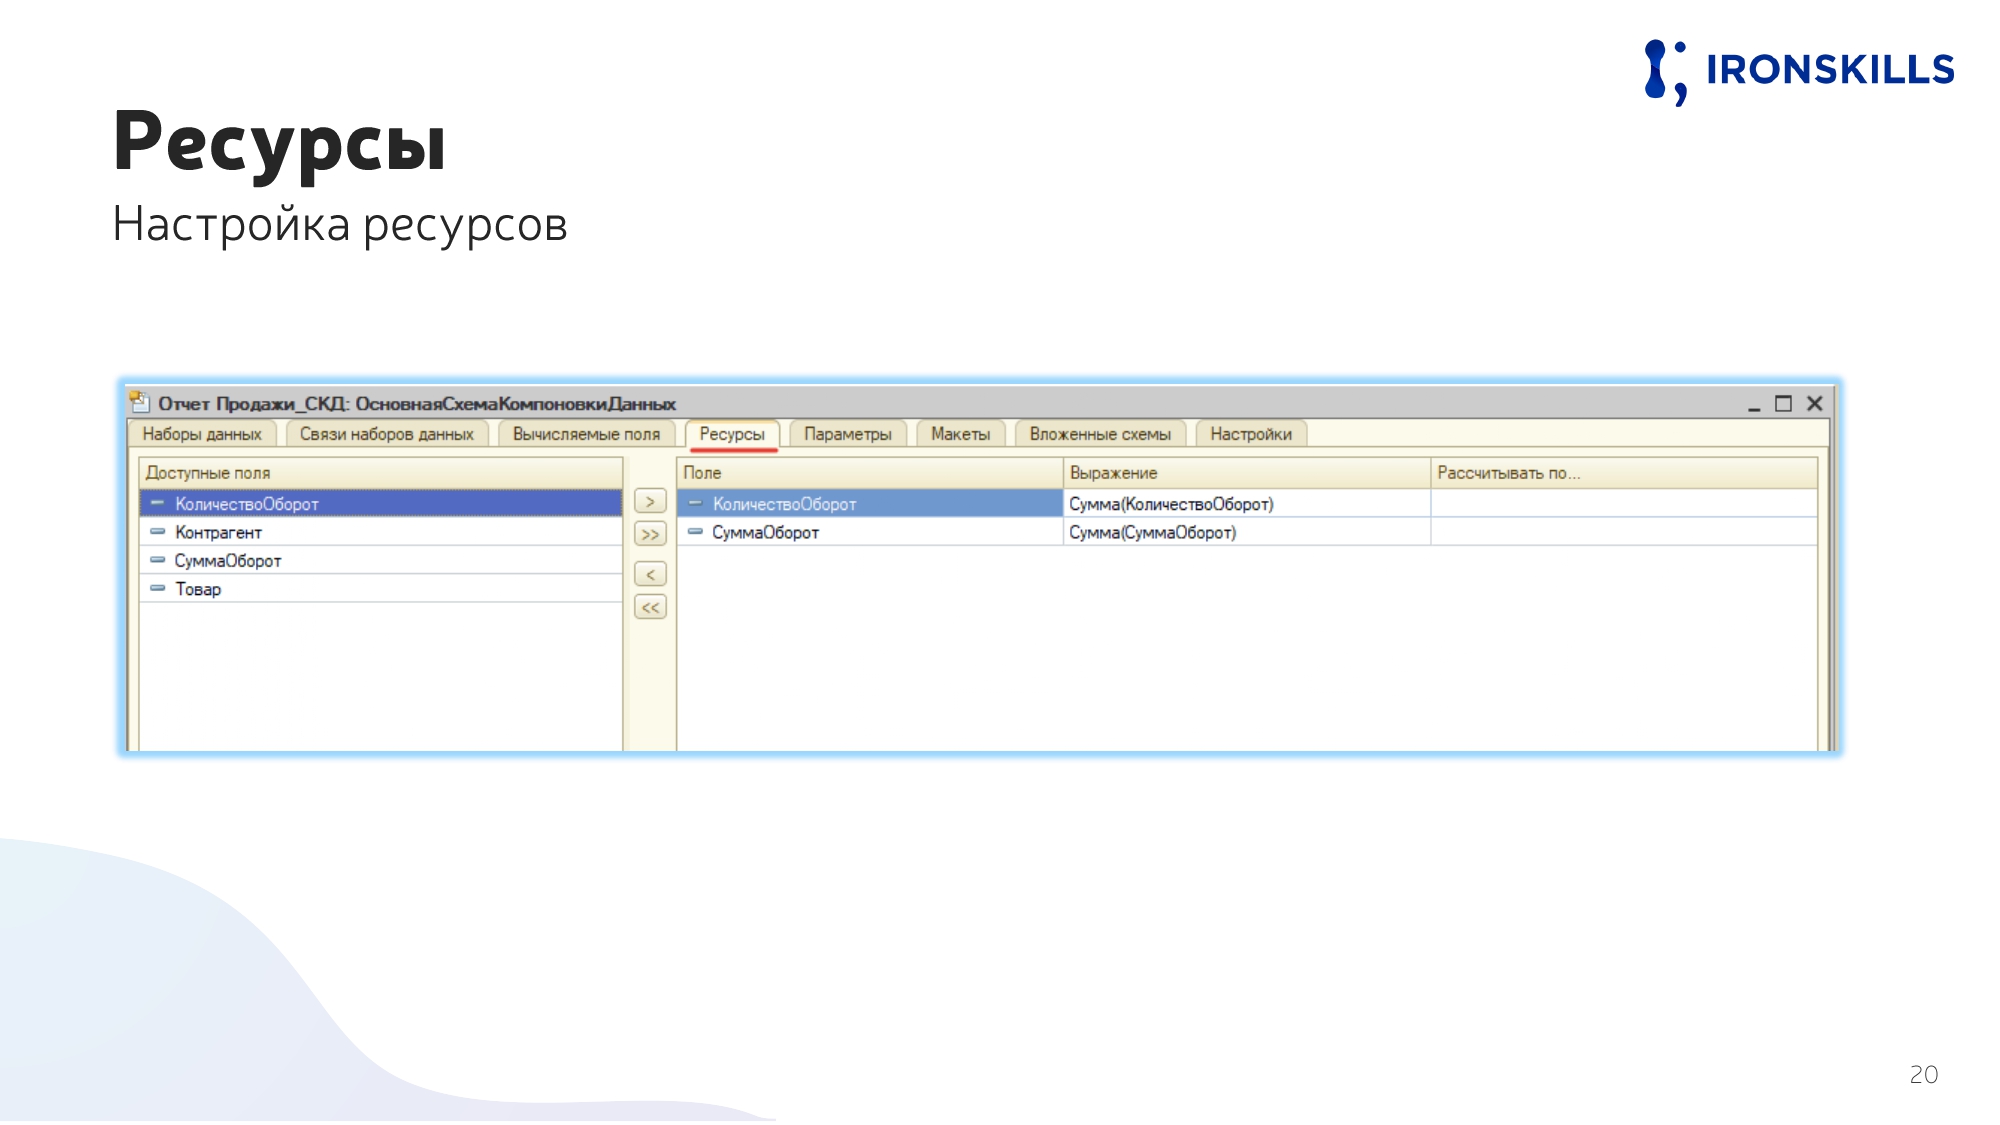 IRONSKILLS
Ресурсы
Настройка ресурсов
Отчет Продажи_СКД: ОсновнаяСхемаКомпоновкиДанных
Наборы данных Связи наборов данных Вычисляемые поля Ресурсы Параметры Макеты Вложенные схемы Настройки
Доступные поля Поле Выражение Рассчитывать по...
КоличествоОборот > КоличествоОборот Сумма(КоличествоОборот)
Контрагент >> СуммаОборот Сумма(СуммаОборот)
СуммаОборот <
Товар <<
20